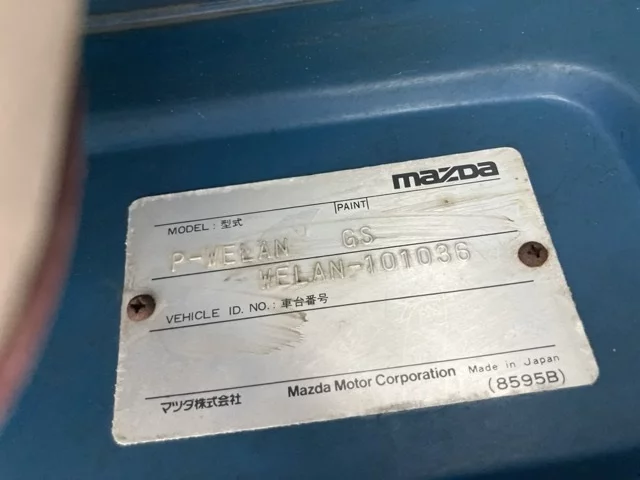 mazda
MODEL : 型式 PAINT
P-WELAN GS
WELAN-101036
VEHICLE ID. NO. : 車台番号
マツダ株式会社 Mazda Motor Corporation Made in Japan
(8595B)